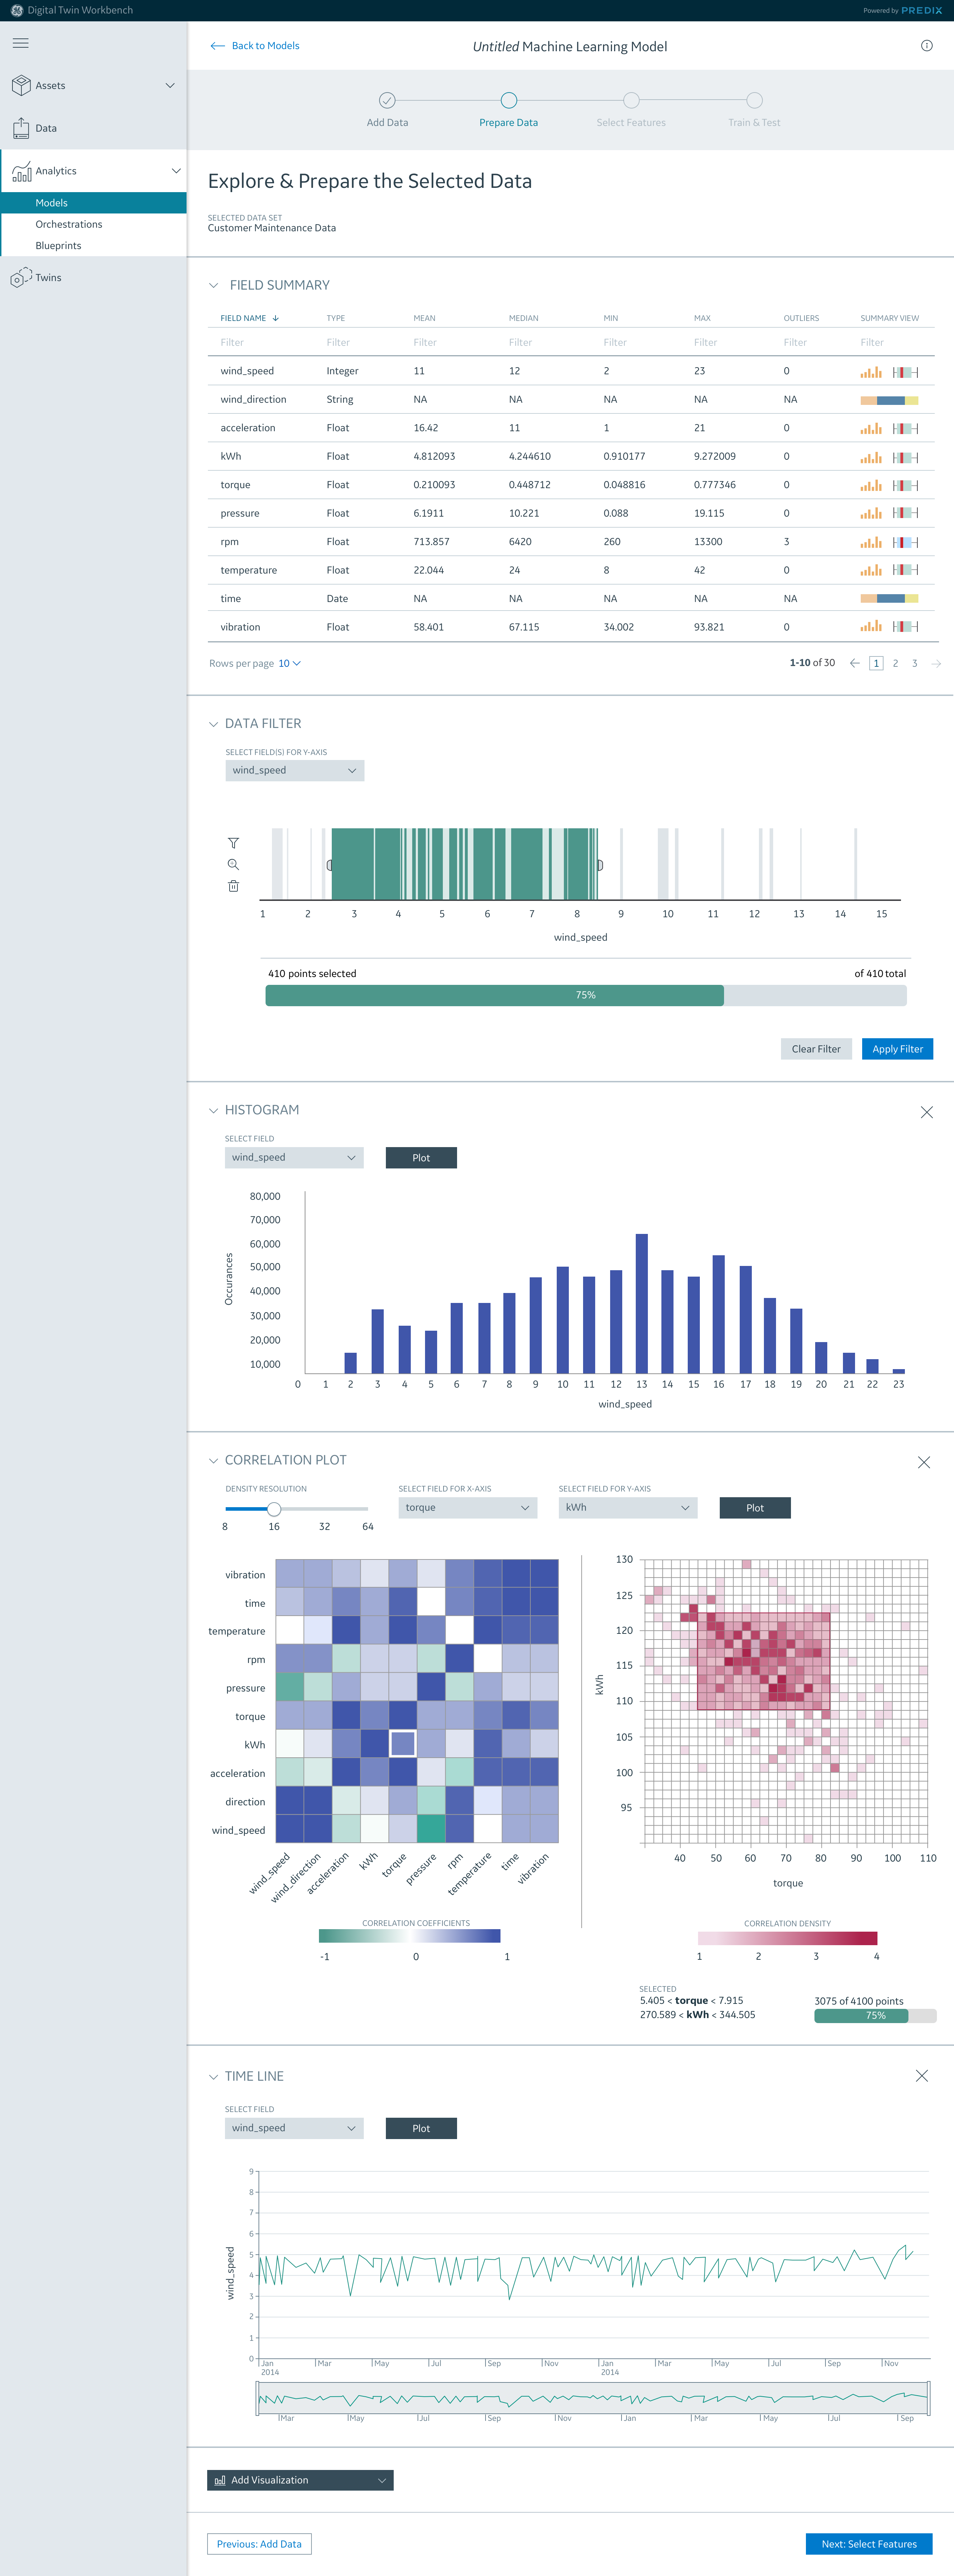 Digital Twin Workbench
Powered by PREDIX
Back to Models
Untitled Machine Learning Model
Assets
Data
Analytics
Models
Orchestrations
Blueprints
Twins
Add Data
Prepare Data
Select Features
Train & Test
Explore & Prepare the Selected Data
SELECTED DATA SET
Customer Maintenance Data
FIELD SUMMARY
FIELD NAME TYPE MEAN MEDIAN MIN MAX OUTLIERS SUMMARY VIEW
Filter Filter Filter Filter Filter Filter Filter Filter
wind_speed Integer 11 12 2 23 0
wind_direction String NA NA NA NA NA
acceleration Float 16.42 11 1 21 0
kWh Float 4.812093 4.244610 0.910177 9.272009 0
torque Float 0.210093 0.448712 0.048816 0.777346 0
pressure Float 6.1911 10.221 0.088 19.115 0
rpm Float 713.857 6420 260 13300 3
temperature Float 22.044 24 8 42 0
time Date NA NA NA NA NA
vibration Float 58.401 67.115 34.002 93.821 0
Rows per page 10
1-10 of 30 1 2 3
DATA FILTER
SELECT FIELD(S) FOR Y-AXIS
wind_speed
1 2 3 4 5 6 7 8 9 10 11 12 13 14 15
wind_speed
410 points selected
of 410 total
75%
Clear Filter
Apply Filter
HISTOGRAM
SELECT FIELD
wind_speed
Plot
80,000
70,000
60,000
50,000
40,000
30,000
20,000
10,000
Occurances
0 1 2 3 4 5 6 7 8 9 10 11 12 13 14 15 16 17 18 19 20 21 22 23
wind_speed
CORRELATION PLOT
DENSITY RESOLUTION
8 16 32 64
SELECT FIELD FOR X-AXIS
torque
SELECT FIELD FOR Y-AXIS
kWh
Plot
vibration
time
temperature
rpm
pressure
torque
kWh
acceleration
direction
wind_speed
wind_speed
wind_direction
acceleration
kWh
torque
pressure
rpm
temperature
time
vibration
CORRELATION COEFFICIENTS
-1 0 1
130
125
120
115
110
105
100
95
kWh
40 50 60 70 80 90 100 110
torque
CORRELATION DENSITY
1 2 3 4
SELECTED
5.405 < torque < 7.915
270.589 < kWh < 344.505
3075 of 4100 points
75%
TIME LINE
SELECT FIELD
wind_speed
Plot
9
8
7
6
5
4
3
2
1
0
wind_speed
Jan Mar May Jul Sep Nov Jan Mar May Jul Sep Nov
2014 2014
Mar May Jul Sep Nov Jan Mar May Jul Sep
Add Visualization
Previous: Add Data
Next: Select Features